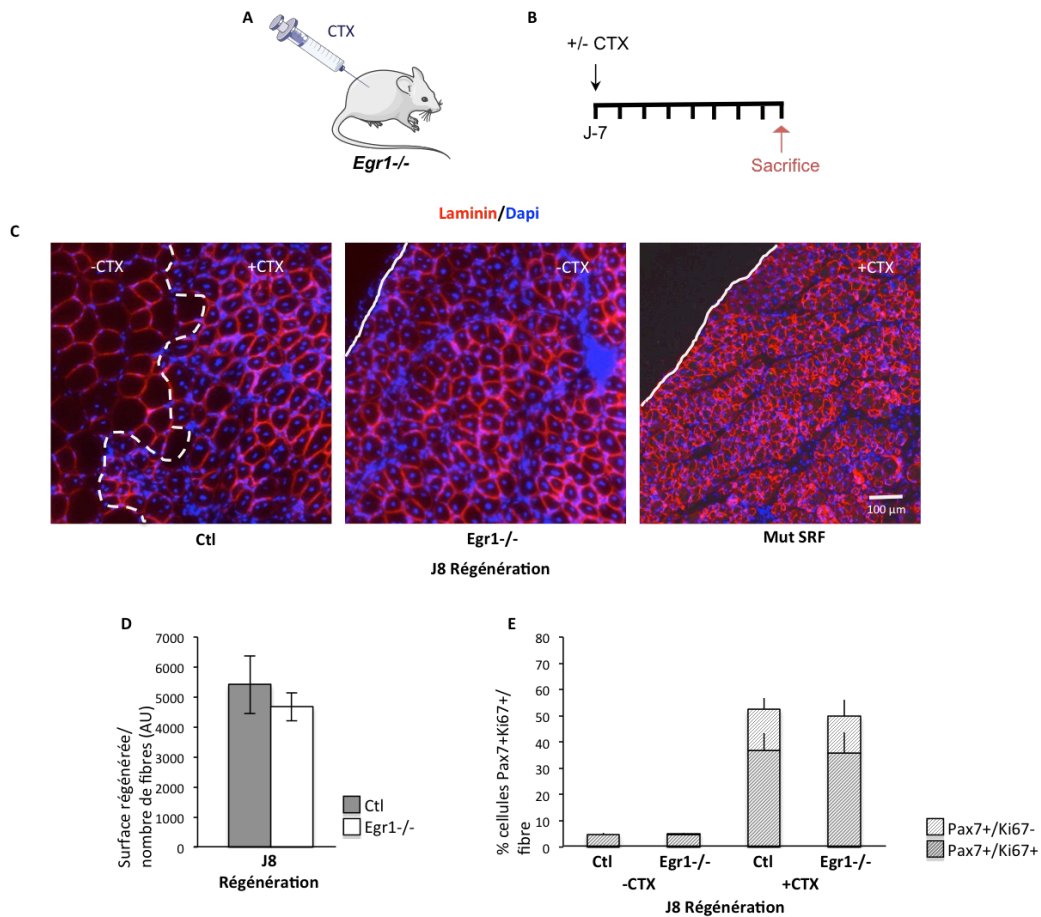 A
CTX
Egr1-/-
B
+/- CTX
J-7
Sacrifice
Laminin/Dapi
C
-CTX
+CTX
-CTX
+CTX
100 µm
Ctl
Egr1-/-
Mut SRF
J8 Régénération
D
Surface régénérée/
nombre de fibres (AU)
7000
6000
5000
4000
3000
2000
1000
0
J8
Régénération
Ctl
Egr1-/-
E
% cellules Pax7+Ki67+/
fibre
80
70
60
50
40
30
20
10
0
Ctl
Egr1-/-
Ctl
Egr1-/-
-CTX
+CTX
J8 Régénération
Pax7+/Ki67-
Pax7+/Ki67+